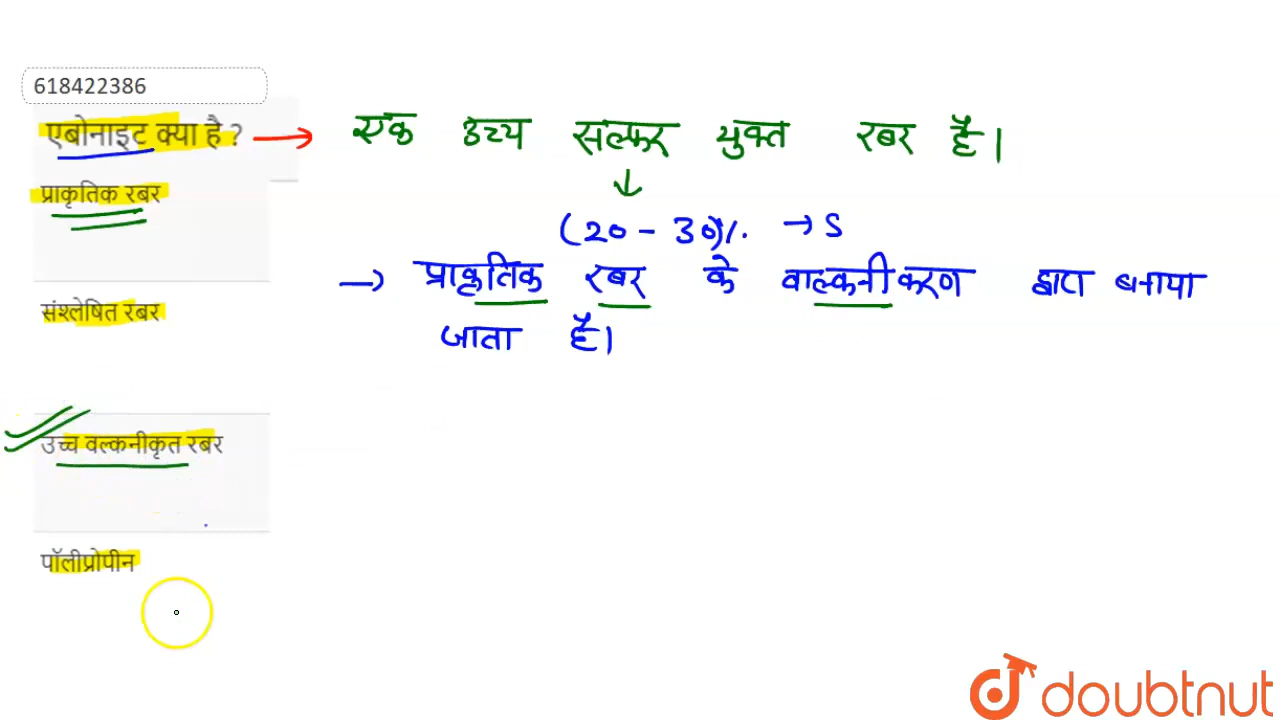 618422386
एबोनाइट क्या है ?
एक उच्य सल्फर युक्त रबर है।
प्राकृतिक रबर
(20 - 30)% → S
→ प्राकृतिक रबर के वाल्कनीकरण द्वारा बनाया
जाता है।
संश्लेषित रबर
उच्च वल्कनीकृत रबर
पॉलीप्रोपीन
doubtnut